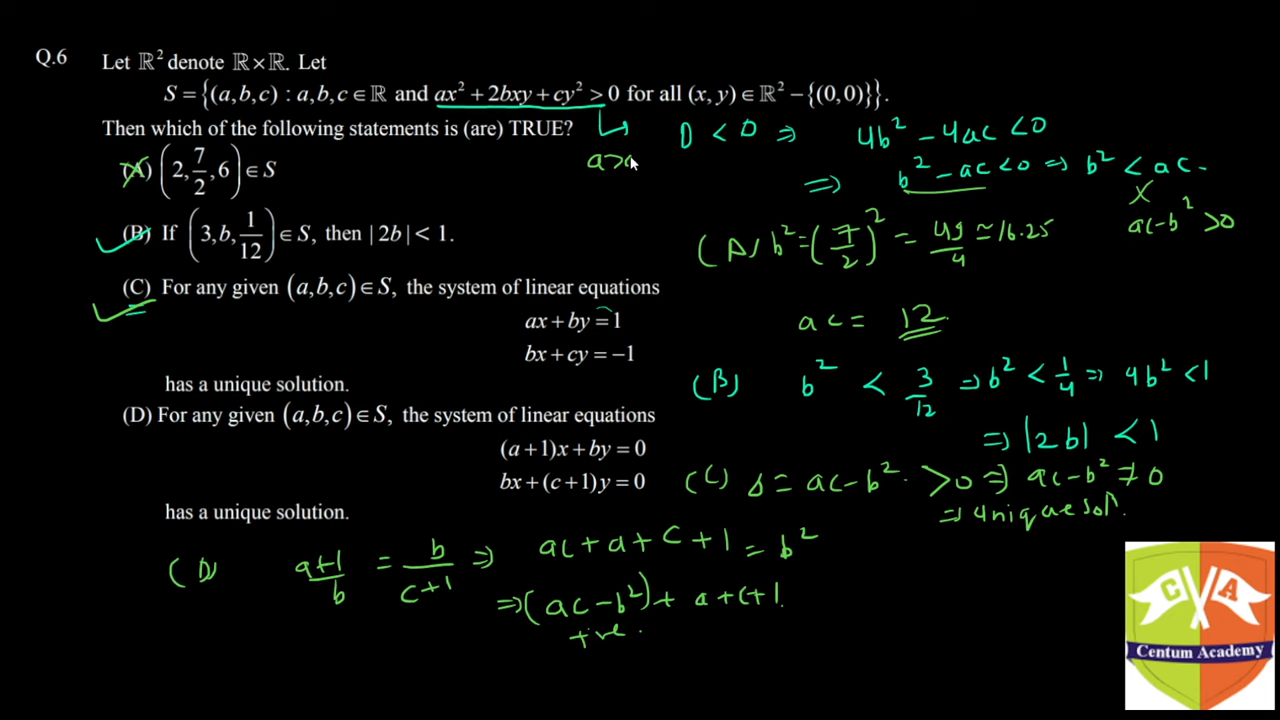 Q.6 Let ℝ² denote ℝ×ℝ. Let
S = {(a,b,c) : a,b,c ∈ ℝ and ax² + 2bxy + cy² > 0 for all (x, y) ∈ ℝ² − {(0,0)}}.
Then which of the following statements is (are) TRUE?
(A) (2, 7/2, 6) ∈ S
(B) If (3, b, 1/12) ∈ S, then | 2b | < 1.
(C) For any given (a,b,c) ∈ S, the system of linear equations
ax + by = 1
bx + cy = −1
has a unique solution.
(D) For any given (a,b,c) ∈ S, the system of linear equations
(a + 1)x + by = 0
bx + (c + 1)y = 0
has a unique solution.
D < 0 ⇒ 4b² − 4ac < 0
a>
⇒ b² − ac < 0 ⇒ b² < ac
ac − b² > 0
(A) b² = (7/2)² = 49/4 ≃ 16.25
ac = 12
(B) b² < 3/12 ⇒ b² < 1/4 ⇒ 4b² < 1
⇒ |2b| < 1
(C) Δ = ac − b² > 0 ⇒ ac − b² ≠ 0
⇒ unique sol.
(D) a+1/b = b/c+1 ⇒ ac + a + c + 1 = b²
⇒ (ac − b²) + a + c + 1
+ive.
C A
Centum Academy